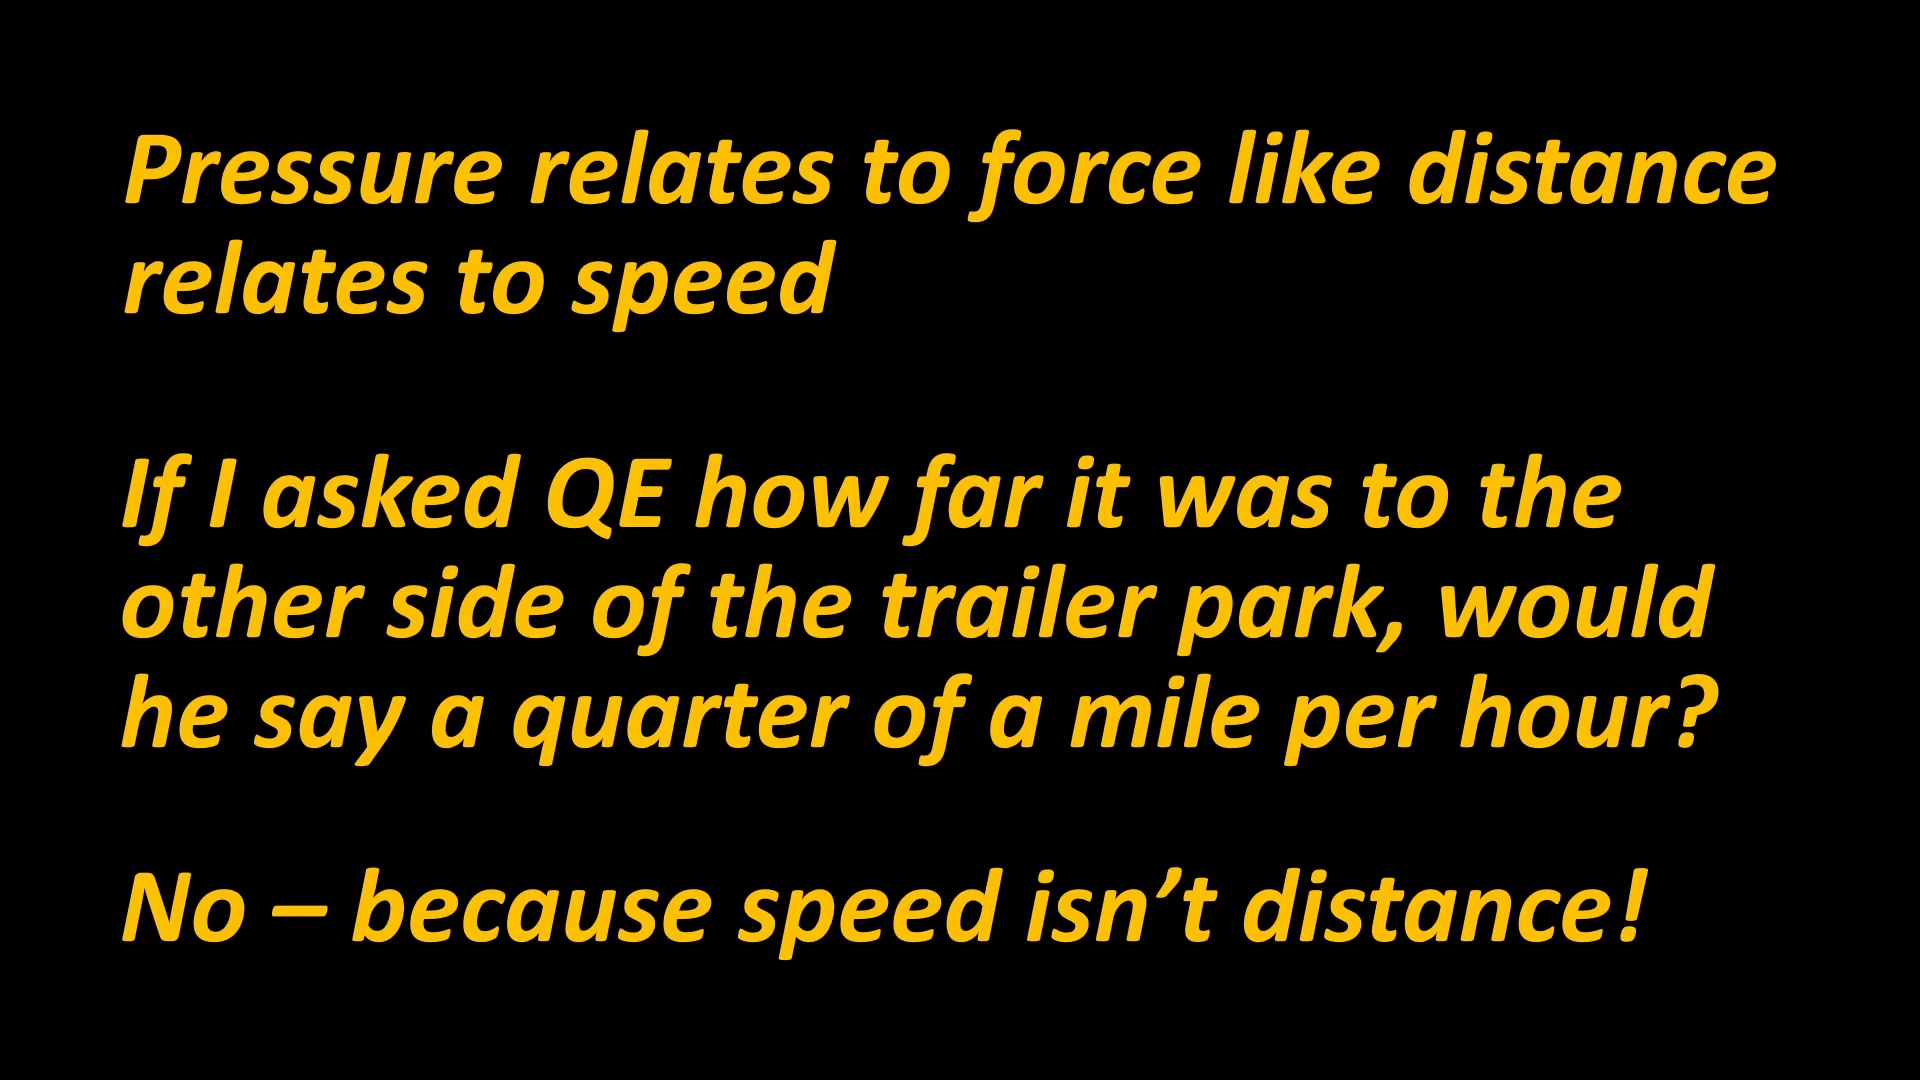 Pressure relates to force like distance
relates to speed
If I asked QE how far it was to the
other side of the trailer park, would
he say a quarter of a mile per hour?
No – because speed isn’t distance!